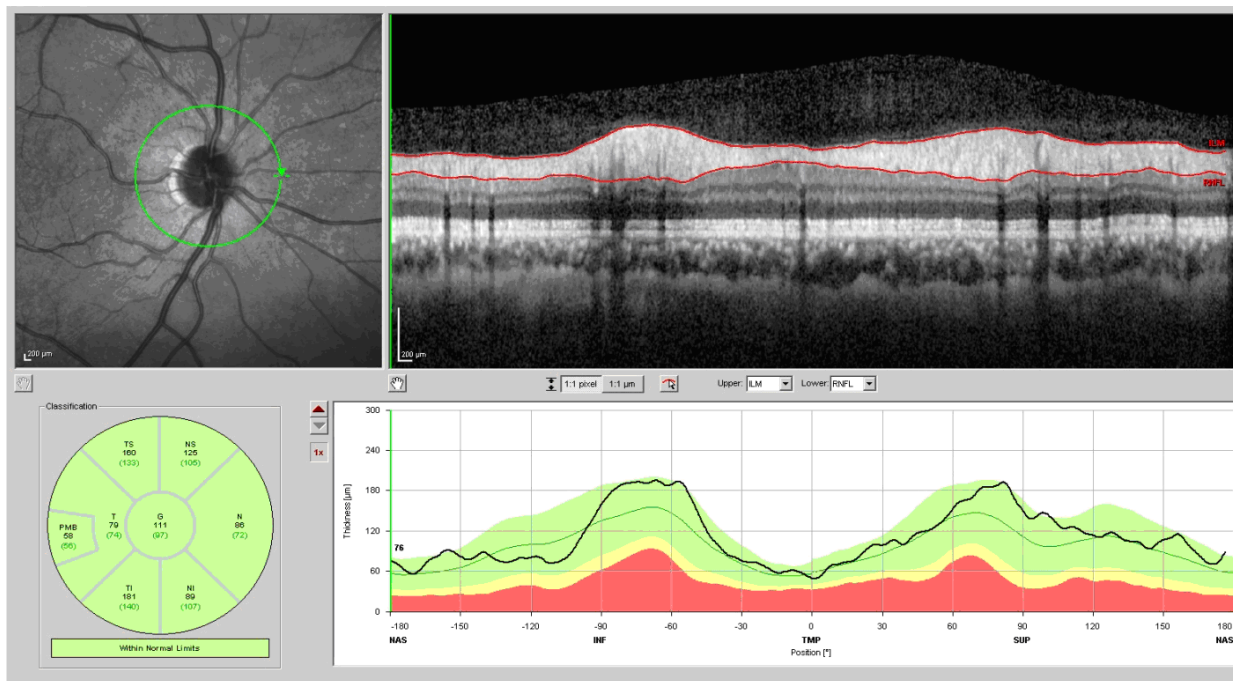 200 µm
ILM
RNFL
200 µm
1:1 pixel 1:1 µm Upper: ILM Lower: RNFL
Classification
TS
160
(133)
NS
125
(105)
PMB
58
(56)
T
79
(74)
G
111
(97)
N
86
(72)
TI
181
(140)
NI
89
(107)
Within Normal Limits
1x
Thickness [µm]
300
240
180
120
60
0
76
-180 -150 -120 -90 -60 -30 0 30 60 90 120 150 180
NAS INF TMP SUP NAS
Position [°]